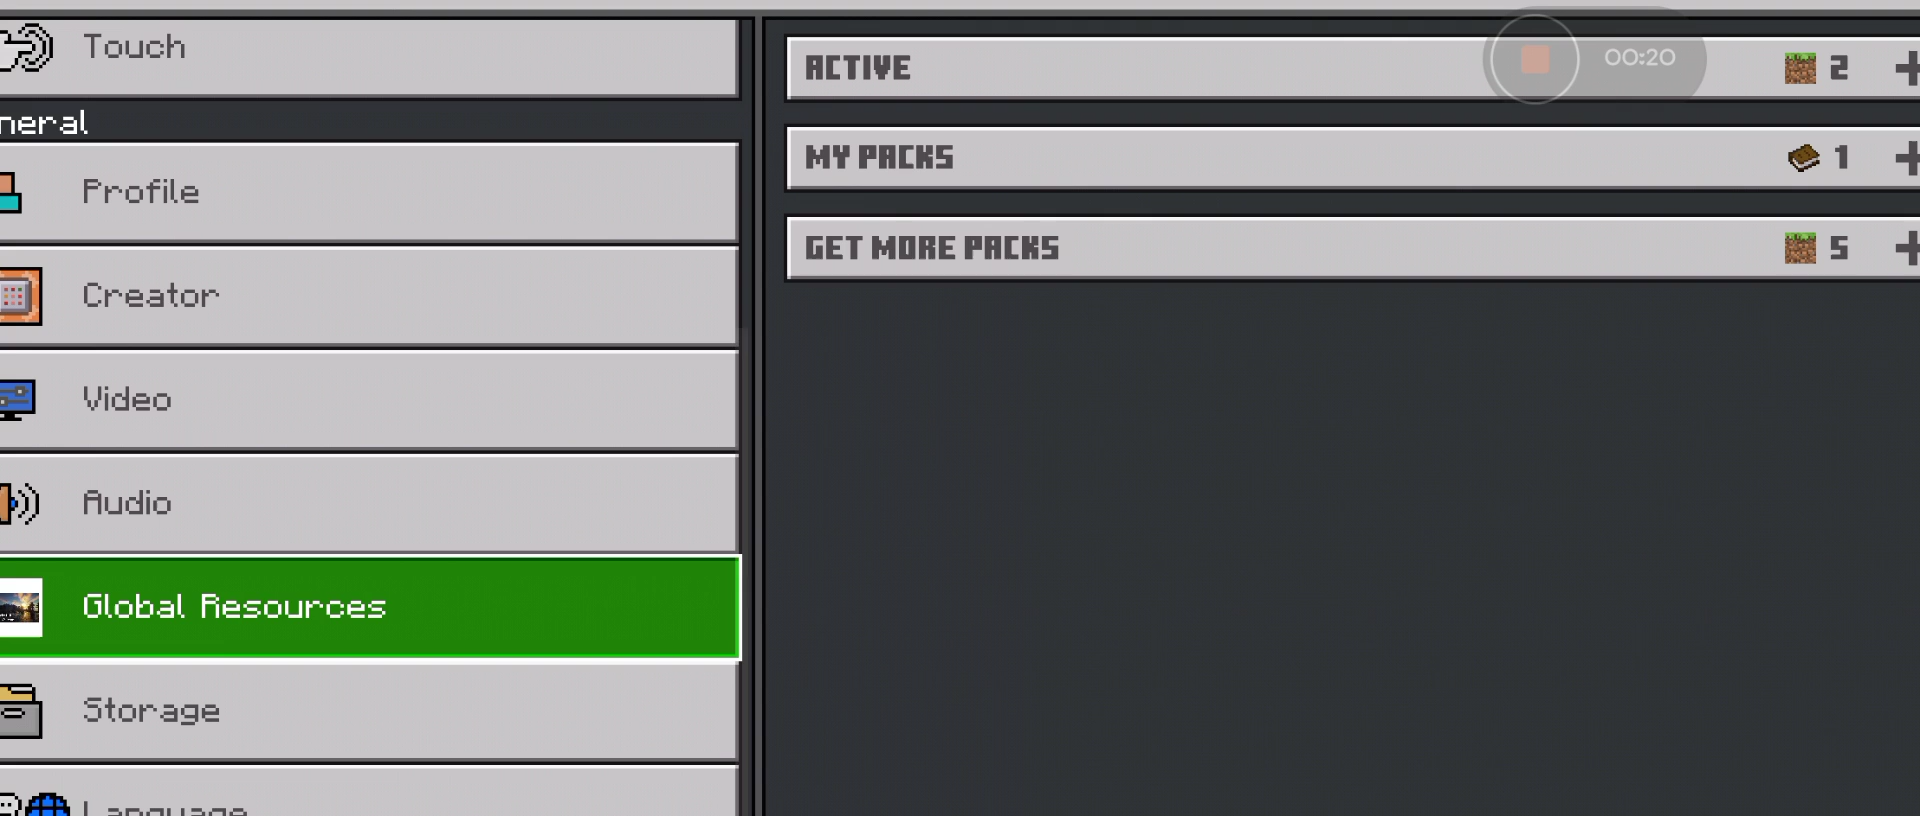 Touch
neral
Profile
Creator
Video
Audio
Global Resources
Storage
Language
ACTIVE
2
MY PACKS
1
GET MORE PACKS
5
00:20